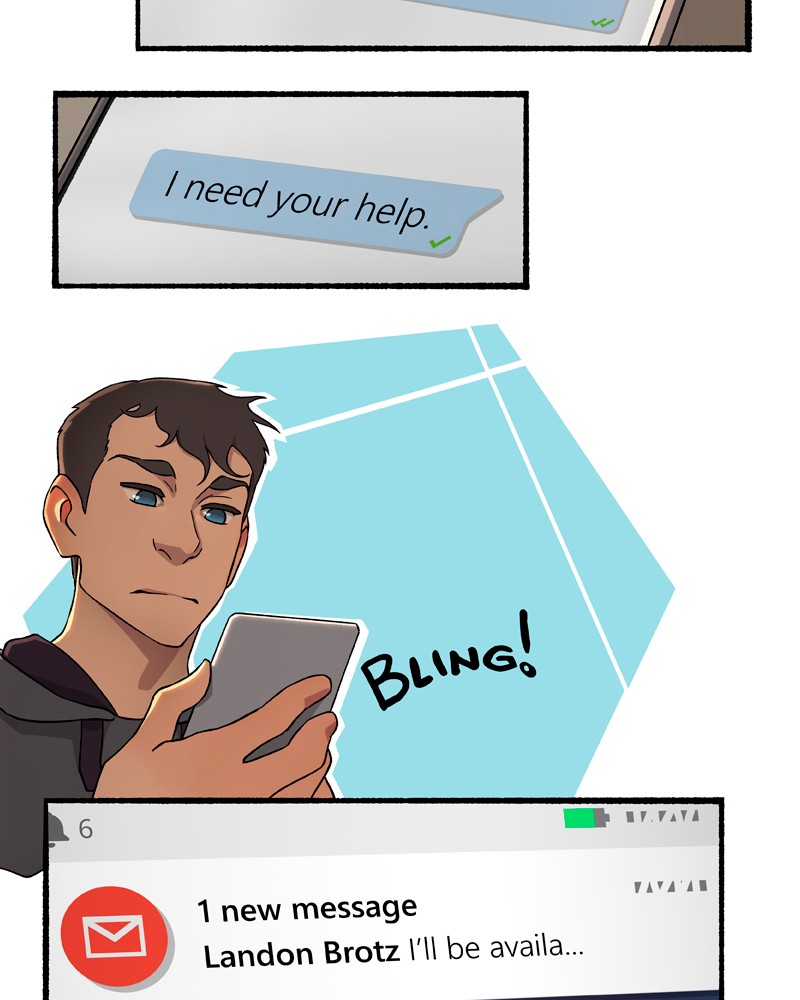 I need your help.
BLING!
6
1 new message
Landon Brotz I'll be availa...